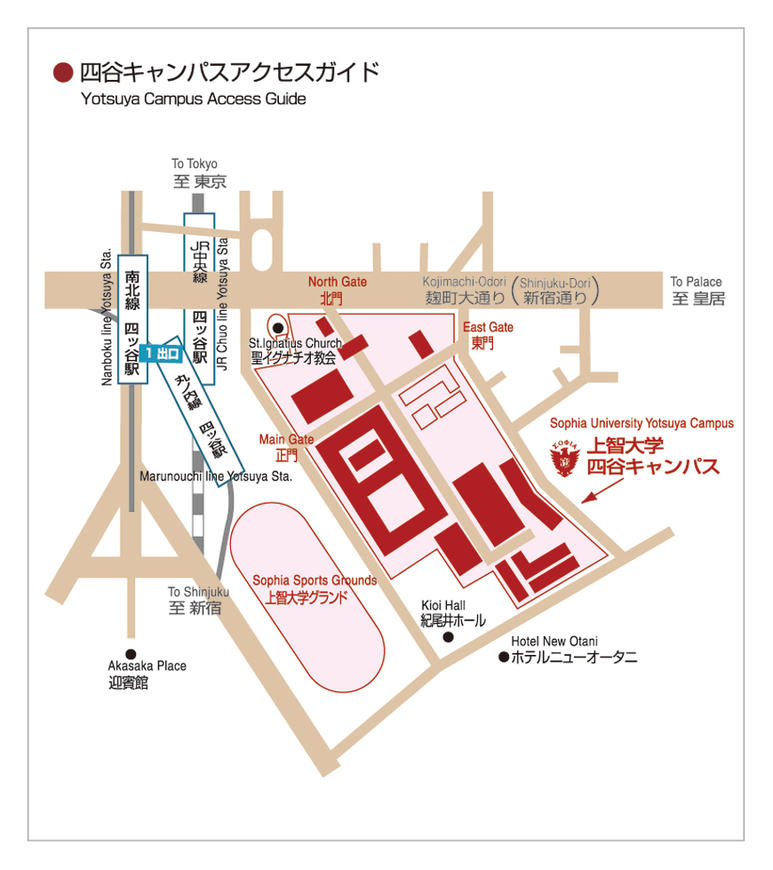 四谷キャンパスアクセスガイド
Yotsuya Campus Access Guide
To Tokyo
至 東京
JR中央線 四ッ谷駅
JR Chuo line Yotsuya Sta.
南北線 四ッ谷駅
Nanboku line Yotsuya Sta.
1 出口
丸ノ内線 四ッ谷駅
Marunouchi line Yotsuya Sta.
North Gate
北門
Kojimachi-Odori (Shinjuku-Dori)
麹町大通り(新宿通り)
To Palace
至 皇居
St.Ignatius Church
聖イグナチオ教会
East Gate
東門
Main Gate
正門
Sophia University Yotsuya Campus
ΣΟΦΙΑ
上智大学
四谷キャンパス
Sophia Sports Grounds
上智大学グランド
To Shinjuku
至 新宿
Kioi Hall
紀尾井ホール
Hotel New Otani
ホテルニューオータニ
Akasaka Place
迎賓館